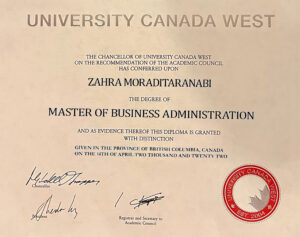 UNIVERSITY CANADA WEST
THE CHANCELLOR OF UNIVERSITY CANADA WEST
ON THE RECOMMENDATION OF THE ACADEMIC COUNCIL
HAS CONFERRED UPON
ZAHRA MORADITARANABI
THE DEGREE OF
MASTER OF BUSINESS ADMINISTRATION
AND AS EVIDENCE THEREOF THIS DIPLOMA IS GRANTED
WITH DISTINCTION
GIVEN IN THE PROVINCE OF BRITISH COLUMBIA, CANADA
ON THE OF APRIL TWO THOUSAND AND TWENTY TWO
Chancellor
Registrar and Secretary to
Academic Council
UNIVERSITY CANADA WEST
EST 2004